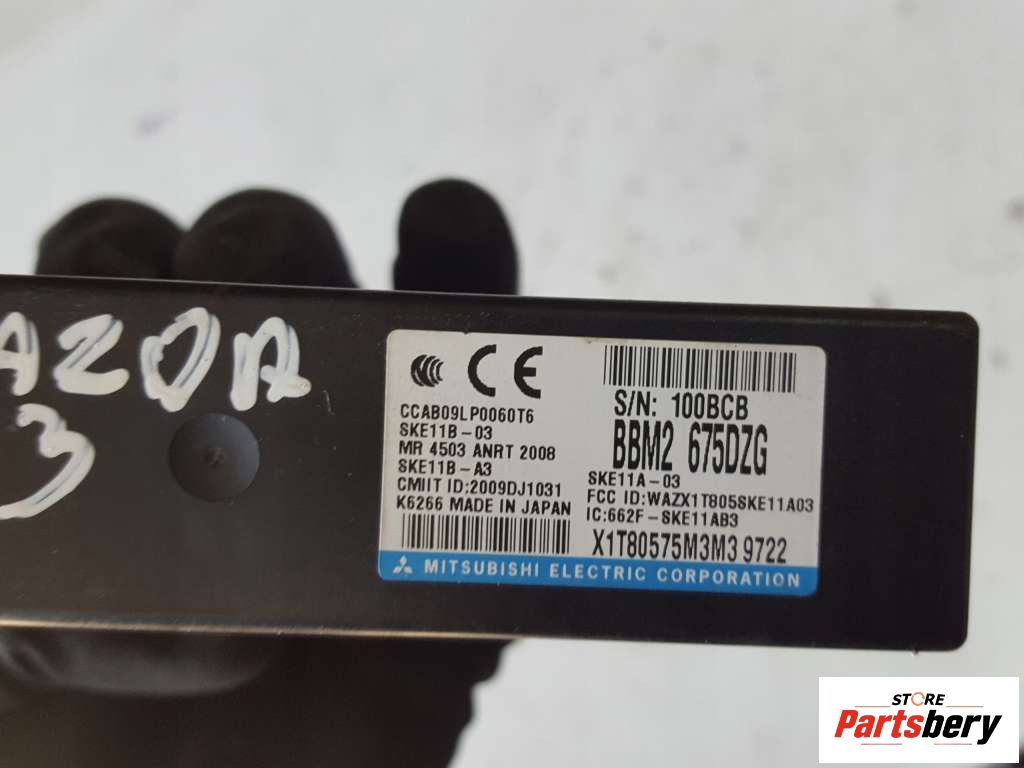 AZDA
3
CE
CCAB09LP0060T6
SKE11B-03
MR 4503 ANRT 2008
SKE11B-A3
CMIIT ID:2009DJ1031
K6266 MADE IN JAPAN
S/N: 100BCB
BBM2 675DZG
SKE11A-03
FCC ID:WAZX1T805SKE11A03
IC:662F-SKE11AB3
X1T80575M3M3 9722
MITSUBISHI ELECTRIC CORPORATION
STORE
Partsbery